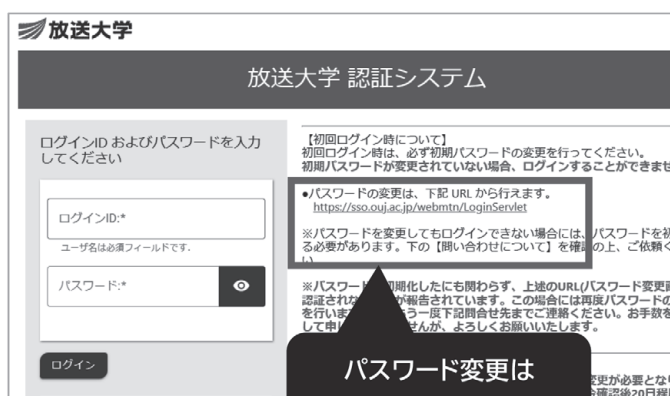 放送大学
放送大学 認証システム
ログインID およびパスワードを入力
してください
ログインID:*
ユーザ名は必須フィールドです.
パスワード:*
ログイン
【初回ログイン時について】
初回ログイン時は、必ず初期パスワードの変更を行ってください。
初期パスワードが変更されていない場合、ログインすることができませ
●パスワードの変更は、下記 URL から行えます。
https://sso.ouj.ac.jp/webmtn/LoginServlet
※パスワードを変更してもログインできない場合には、パスワードを初
る必要があります。下の【問い合わせについて】を確認の上、ご依頼く
い。
※パスワー 期化したにも関わらず、上述のURL(パスワード変更画
認証されな が報告されています。この場合には再度パスワードの
を行いま う一度下記問合せ先までご連絡ください。お手数を
して申し せんが、よろしくお願いいたします。
パスワード変更は
変更が必要とな
確認後20日程